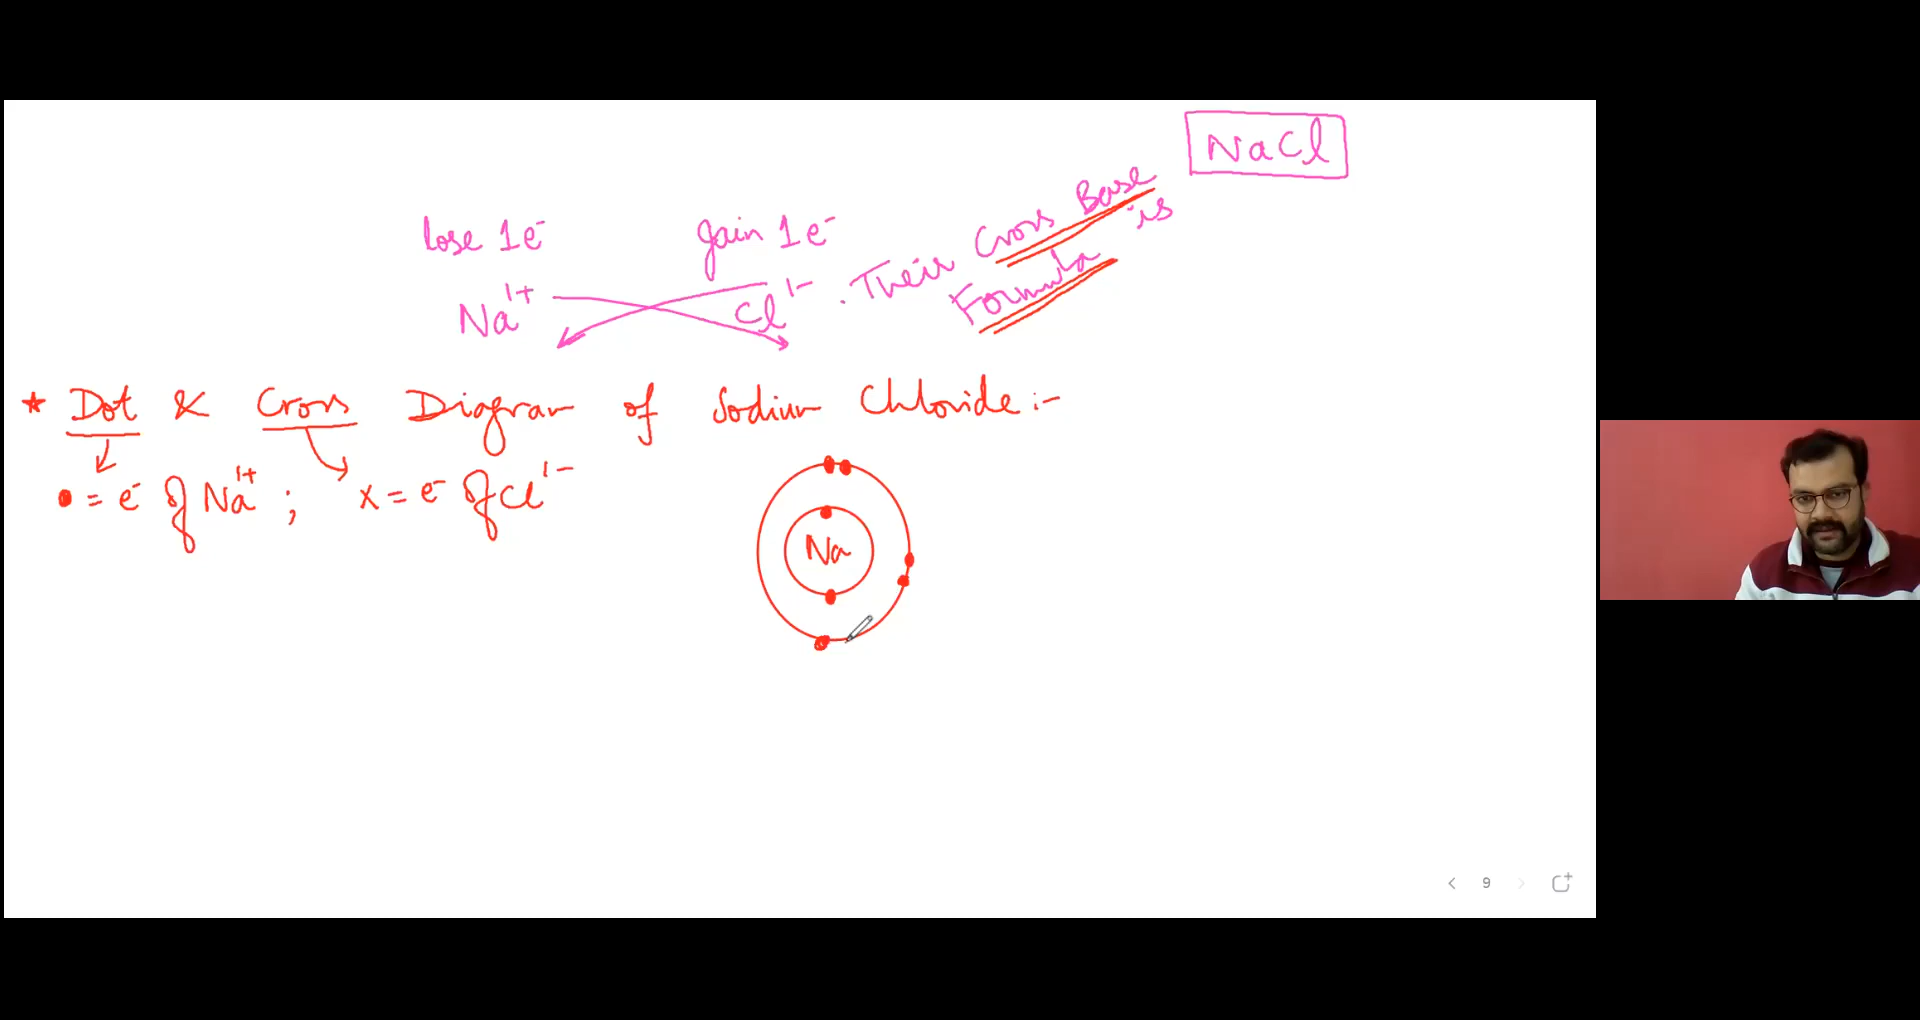 NaCl
lose 1e⁻ gain 1e⁻
Na¹⁺ Cl¹⁻ . Their Cross Base
Formula is
★ Dot & Cross Diagram of Sodium Chloride :-
• = e⁻ of Na¹⁺ ; x = e⁻ of Cl¹⁻
Na
9